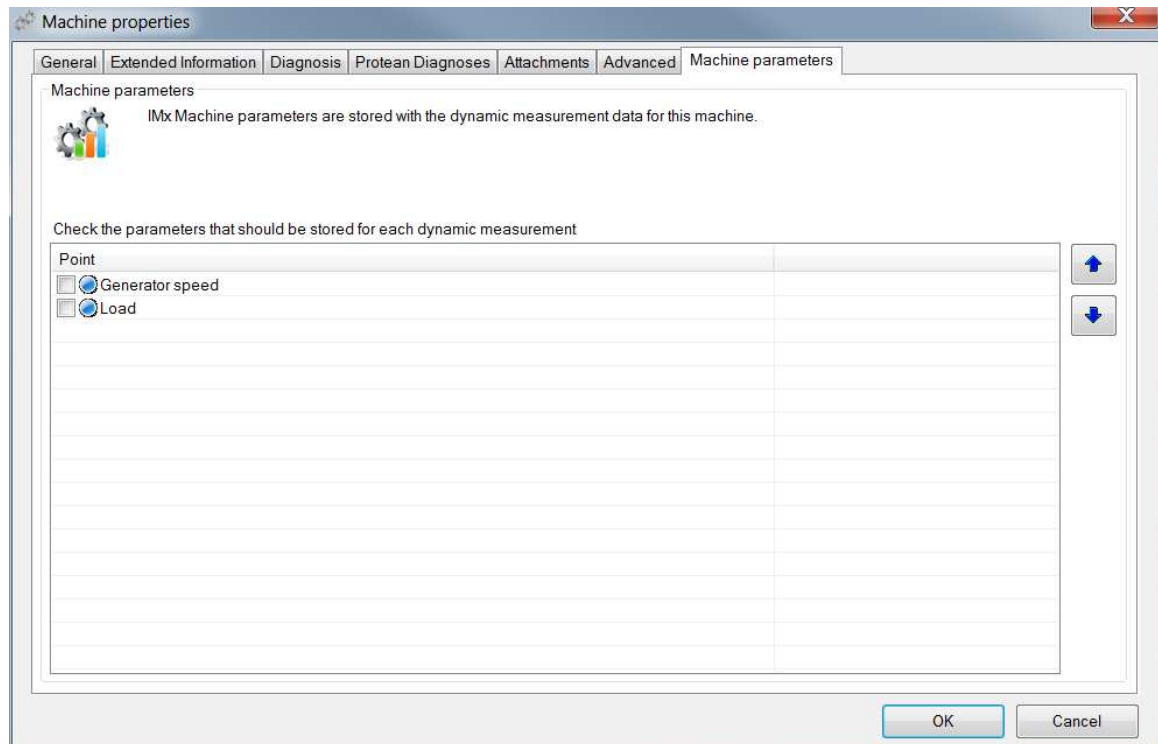 Machine properties
General Extended Information Diagnosis Protean Diagnoses Attachments Advanced Machine parameters
Machine parameters
IMx Machine parameters are stored with the dynamic measurement data for this machine.
Check the parameters that should be stored for each dynamic measurement
Point
Generator speed
Load
OK Cancel